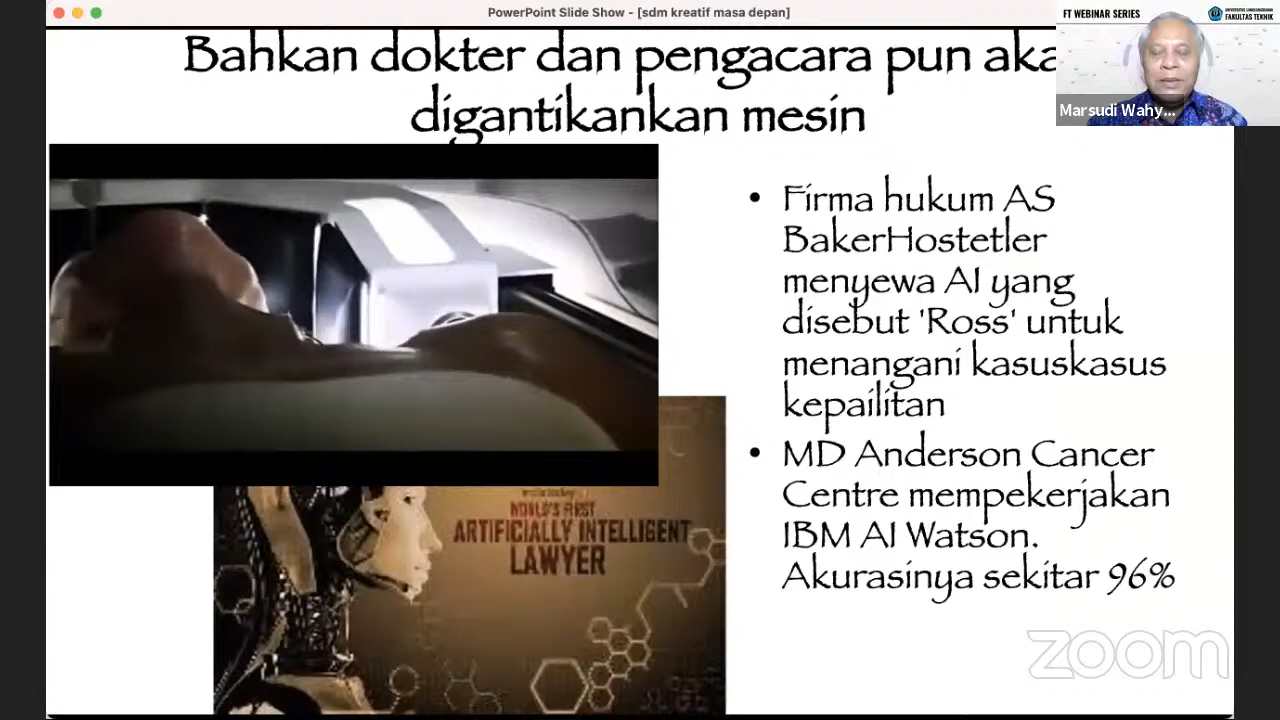 PowerPoint Slide Show - [sdm kreatif masa depan]
FT WEBINAR SERIES
FAKULTAS TEKNIK
Marsudi Wahy...
Bahkan dokter dan pengacara pun aka
digantikankan mesin
Firma hukum AS
BakerHostetler
menyewa AI yang
disebut 'Ross' untuk
menangani kasuskasus
kepailitan
MD Anderson Cancer
Centre mempekerjakan
IBM AI Watson.
Akurasinya sekitar 96%
WORLD'S FIRST
ARTIFICIALLY INTELLIGENT
LAWYER
zoom